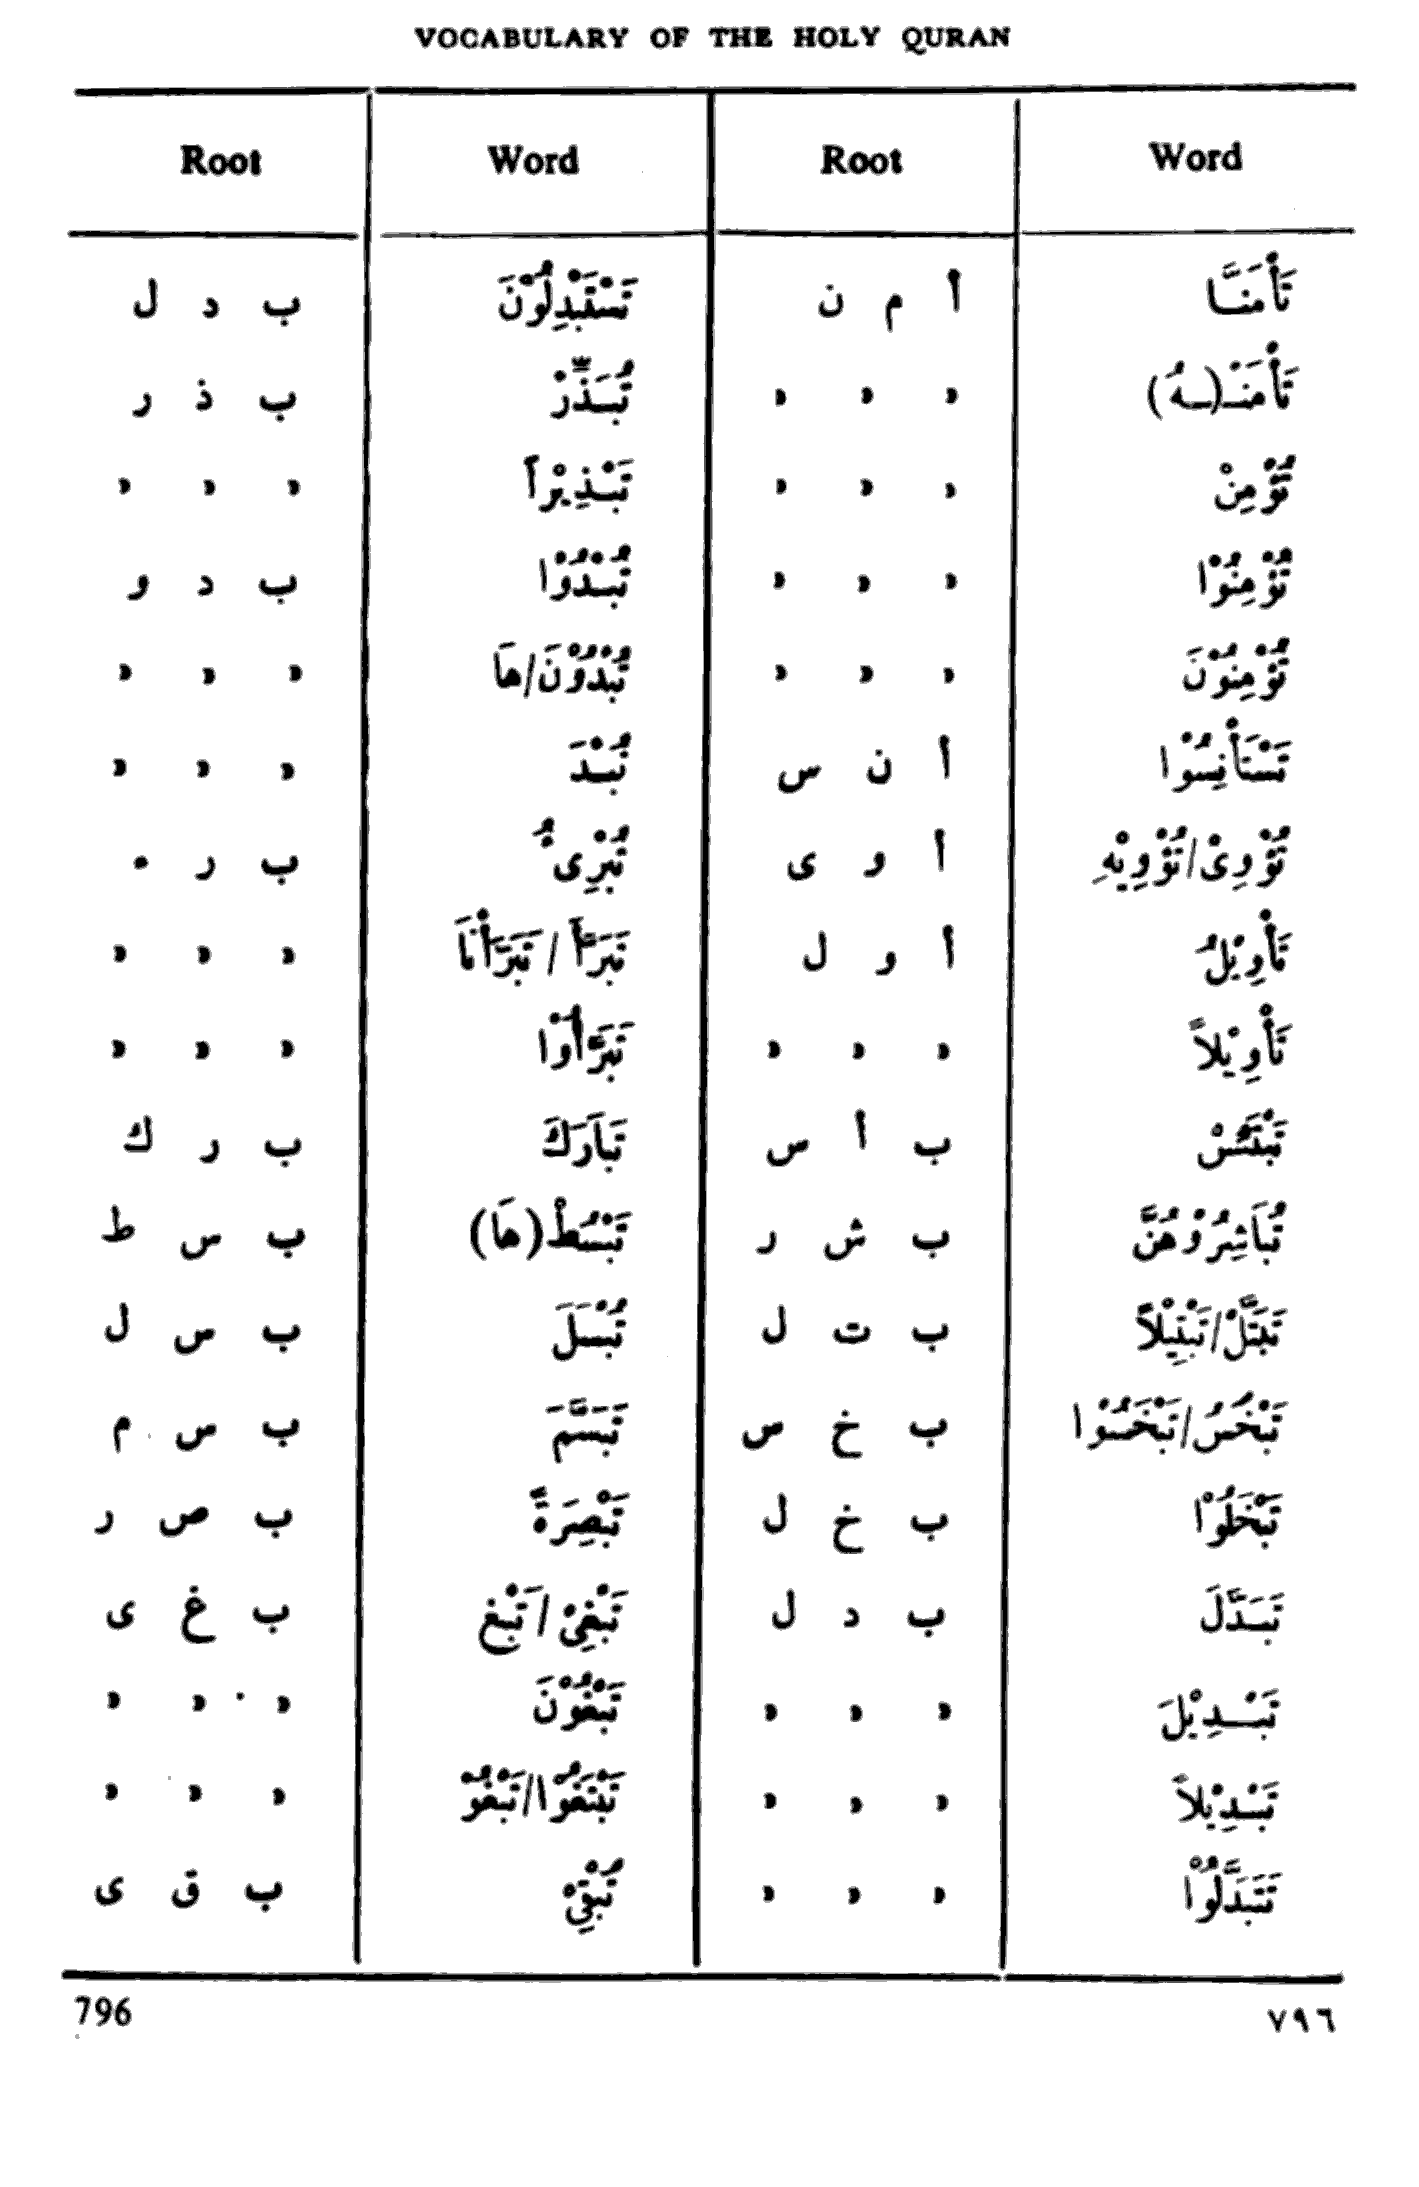 VOCABULARY OF THE HOLY QURAN
Root Word Root Word
تَأْمَنَّا أ م ن تَسْتَبْدِلُوْنَ ب د ل
تَأْمَنْـ(ـهُ) » » » تُبَذِّرْ ب ذ ر
تُؤْمِنْ » » » تَبْذِيْراً » » »
تُؤْمِنُوْا » » » تُبْدُوْا ب د و
تُؤْمِنُوْنَ » » » تُبْدُوْنَ/هَا » » »
تَسْتَأْنِسُوْا أ ن س تُبْدَ » » »
تُؤْوِىْ/تُؤْوِيْهِ أ و ى تُبْرِىُٔ ب ر ء
تَأْوِيْلُ أ و ل تَبَرَّأَ / تَبَرَّأْنَا » » »
تَأْوِيْلاً » » » تَبَرَّأُوْا » » »
تَبْتَئِسْ ب أ س تَبَارَكَ ب ر ك
تُبَاشِرُوْهُنَّ ب ش ر تَبْسُطْ(هَا) ب س ط
تَبَتَّلْ/تَبْتِيْلاً ب ت ل تُبْسَلَ ب س ل
تَبْخَسْ/تَبْخَسُوْا ب خ س تَبَسَّمَ ب س م
تَبْخَلُوْا ب خ ل تَبْصِرَةً ب ص ر
تَبَدَّلَ ب د ل تَبْغِىْ/تَبْغِ ب غ ى
تَبْدِيْلَ » » » تَبْغُوْنَ » » »
تَبْدِيْلاً » » » تَبْتَغُوْا/تَبْغُوْ » » »
تَتَبَدَّلُوْا » » » تُبْقِىْ ب ق ى
796 ٧٩٦